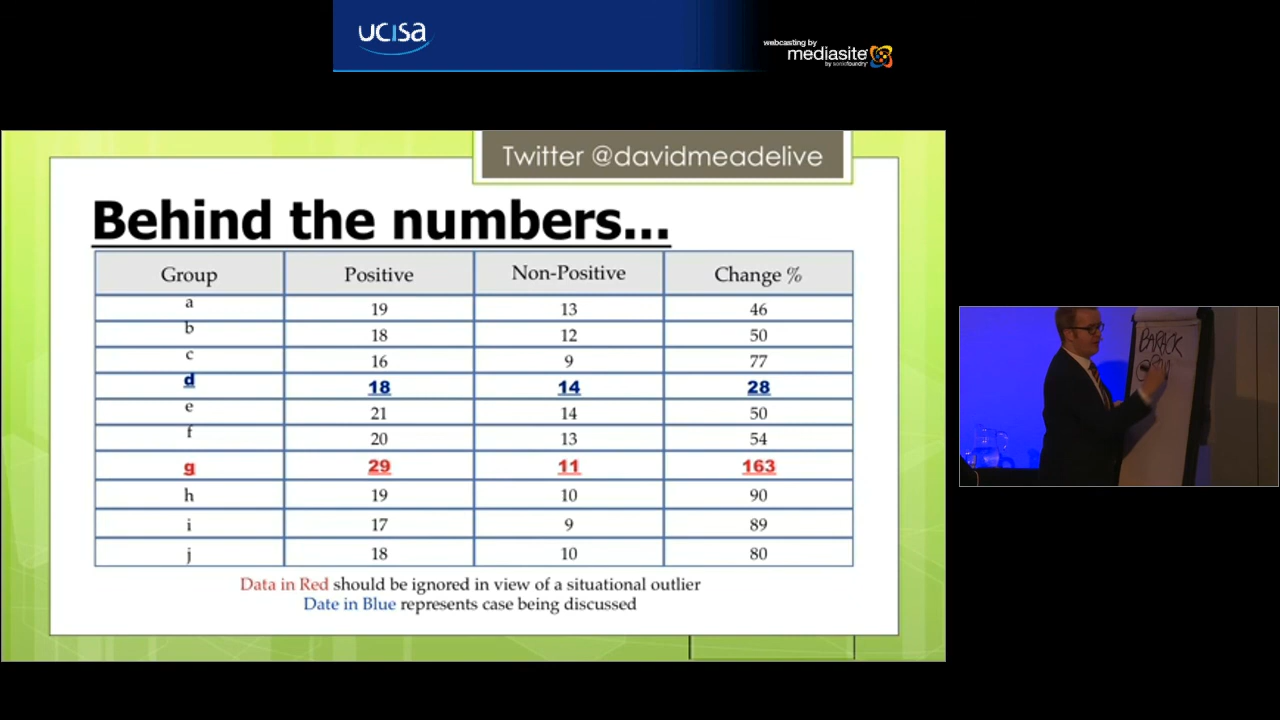 ucisa
webcasting by
mediasite
by sonicfoundry
Twitter @davidmeadelive
Behind the numbers...
Group Positive Non-Positive Change %
a 19 13 46
b 18 12 50
c 16 9 77
d 18 14 28
e 21 14 50
f 20 13 54
g 29 11 163
h 19 10 90
i 17 9 89
j 18 10 80
Data in Red should be ignored in view of a situational outlier
Date in Blue represents case being discussed
BARACK